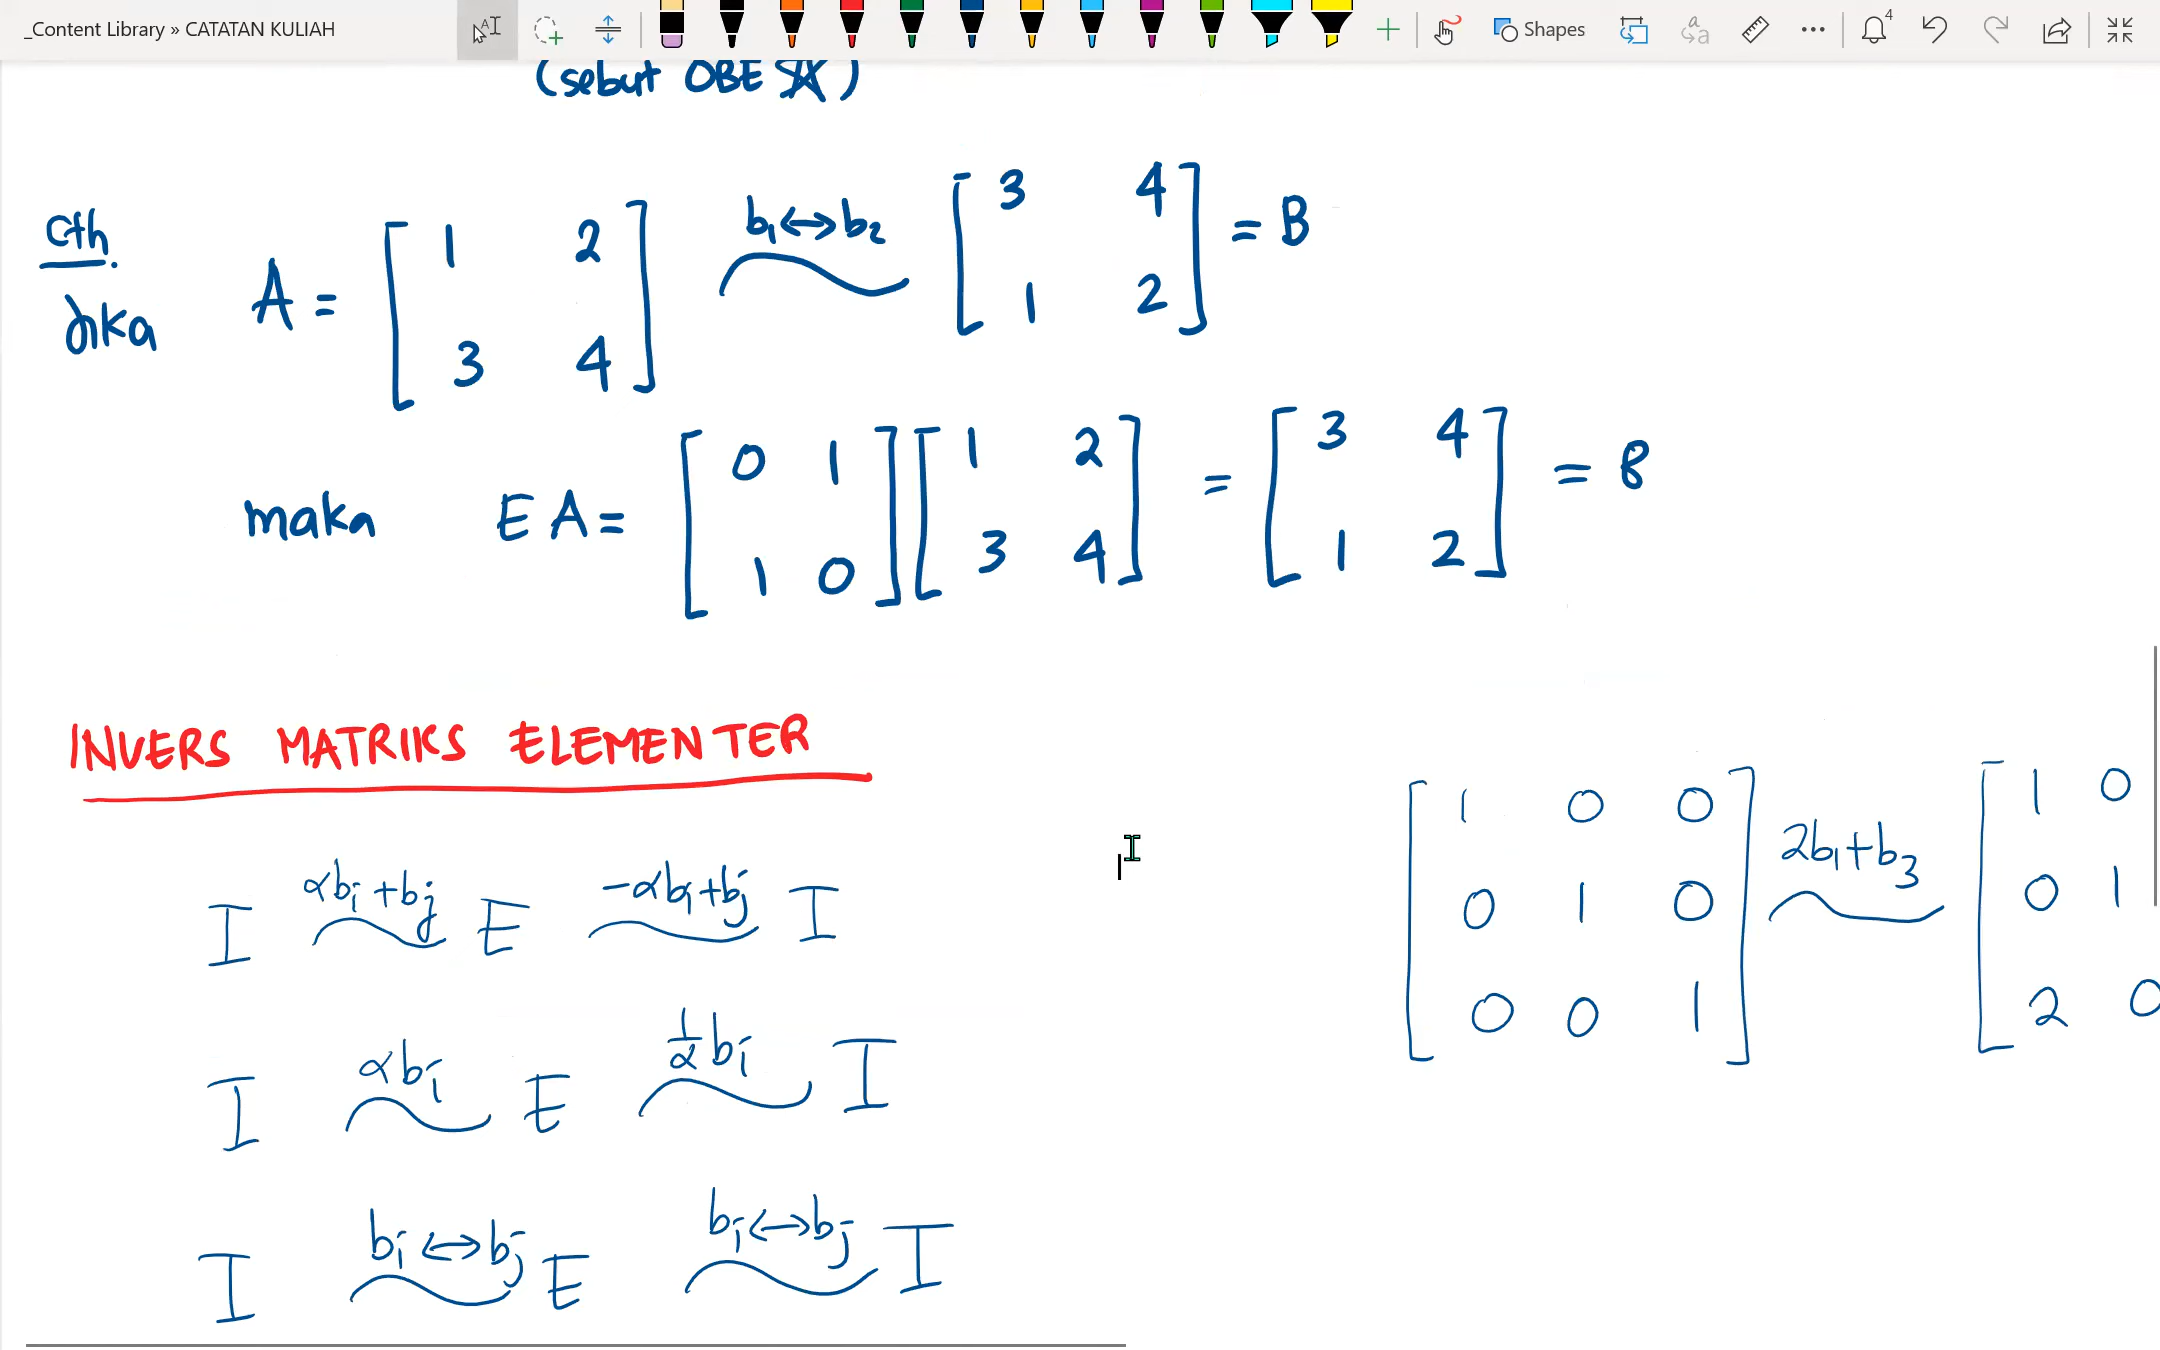 _Content Library » CATATAN KULIAH
Shapes
4
(sebut OBE A)
Cth.
Jika A = [ 1 2 b₁↔b₂ [ 3 4 ] = B
3 4 ] 1 2
maka EA = [ 0 1 ] [ 1 2 ] = [ 3 4 ] = B
1 0 3 4 1 2
INVERS MATRIKS ELEMENTER
I αbᵢ+bⱼ E -αbᵢ+bⱼ I
I αbᵢ E 1/α bᵢ I
I bᵢ↔bⱼ E bᵢ↔bⱼ I
[ 1 0 0 ] 2b₁+b₃ [ 1 0
0 1 0 0 1
0 0 1 2 0